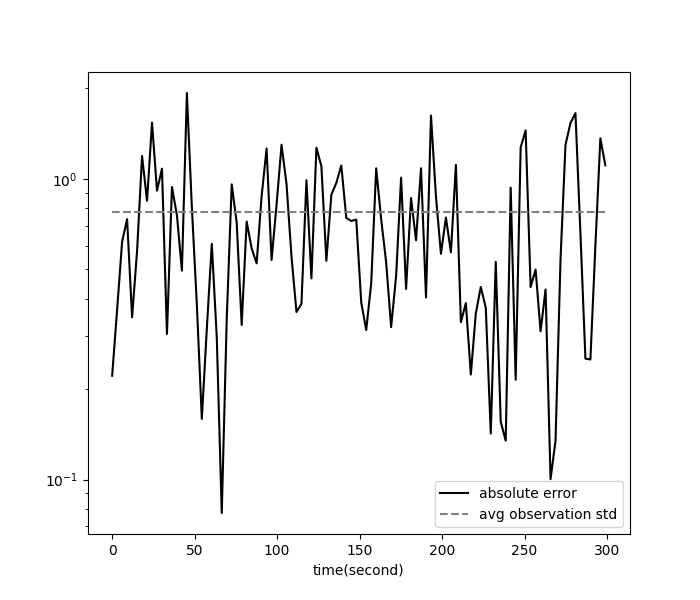 10⁰
10⁻¹
0 50 100 150 200 250 300
time(second)
absolute error
avg observation std